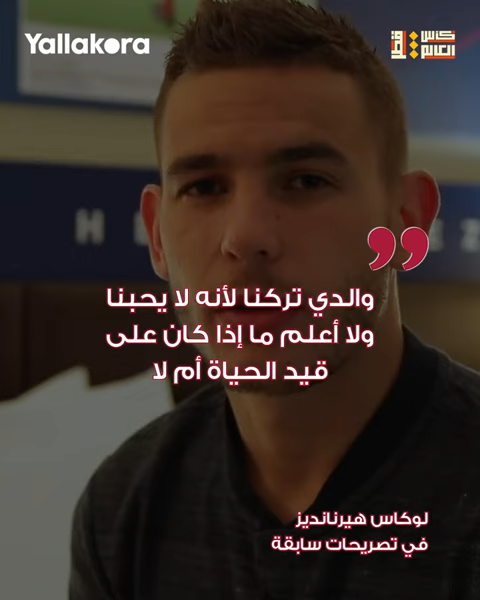 Yallakora
كأس
العالم
والدي تركنا لأنه لا يحبنا
ولا أعلم ما إذا كان على
قيد الحياة أم لا
لوكاس هيرنانديز
في تصريحات سابقة